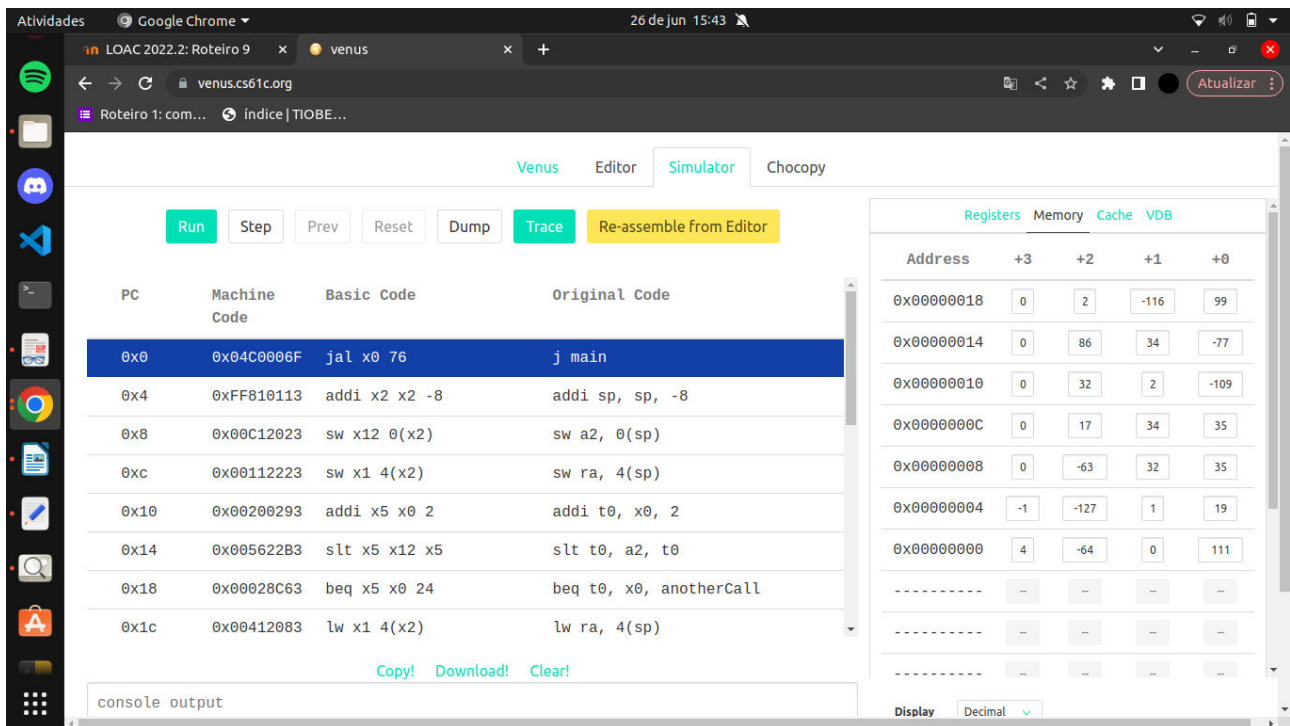 Atividades Google Chrome 26 de jun 15:43
LOAC 2022.2: Roteiro 9 × venus × +
venus.cs61c.org Atualizar
Roteiro 1: com... índice | TIOBE...
Venus Editor Simulator Chocopy
Run Step Prev Reset Dump Trace Re-assemble from Editor
Registers Memory Cache VDB
PC Machine Code Basic Code Original Code
0x0 0x04C0006F jal x0 76 j main
0x4 0xFF810113 addi x2 x2 -8 addi sp, sp, -8
0x8 0x00C12023 sw x12 0(x2) sw a2, 0(sp)
0xc 0x00112223 sw x1 4(x2) sw ra, 4(sp)
0x10 0x00200293 addi x5 x0 2 addi t0, x0, 2
0x14 0x005622B3 slt x5 x12 x5 slt t0, a2, t0
0x18 0x00028C63 beq x5 x0 24 beq t0, x0, anotherCall
0x1c 0x00412083 lw x1 4(x2) lw ra, 4(sp)
Copy! Download! Clear!
console output
Address +3 +2 +1 +0
0x00000018 0 2 -116 99
0x00000014 0 86 34 -77
0x00000010 0 32 2 -109
0x0000000C 0 17 34 35
0x00000008 0 -63 32 35
0x00000004 -1 -127 1 19
0x00000000 4 -64 0 111
---------- -- -- -- --
---------- -- -- -- --
---------- -- -- -- --
Display Decimal